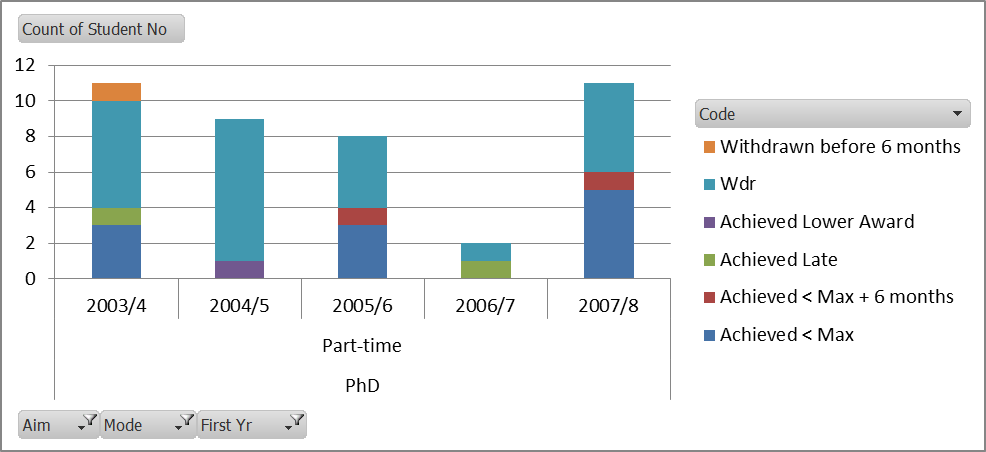 Count of Student No
12
10
8
6
4
2
0
2003/4 2004/5 2005/6 2006/7 2007/8
Part-time
PhD
Code
Withdrawn before 6 months
Wdr
Achieved Lower Award
Achieved Late
Achieved < Max + 6 months
Achieved < Max
Aim Mode First Yr